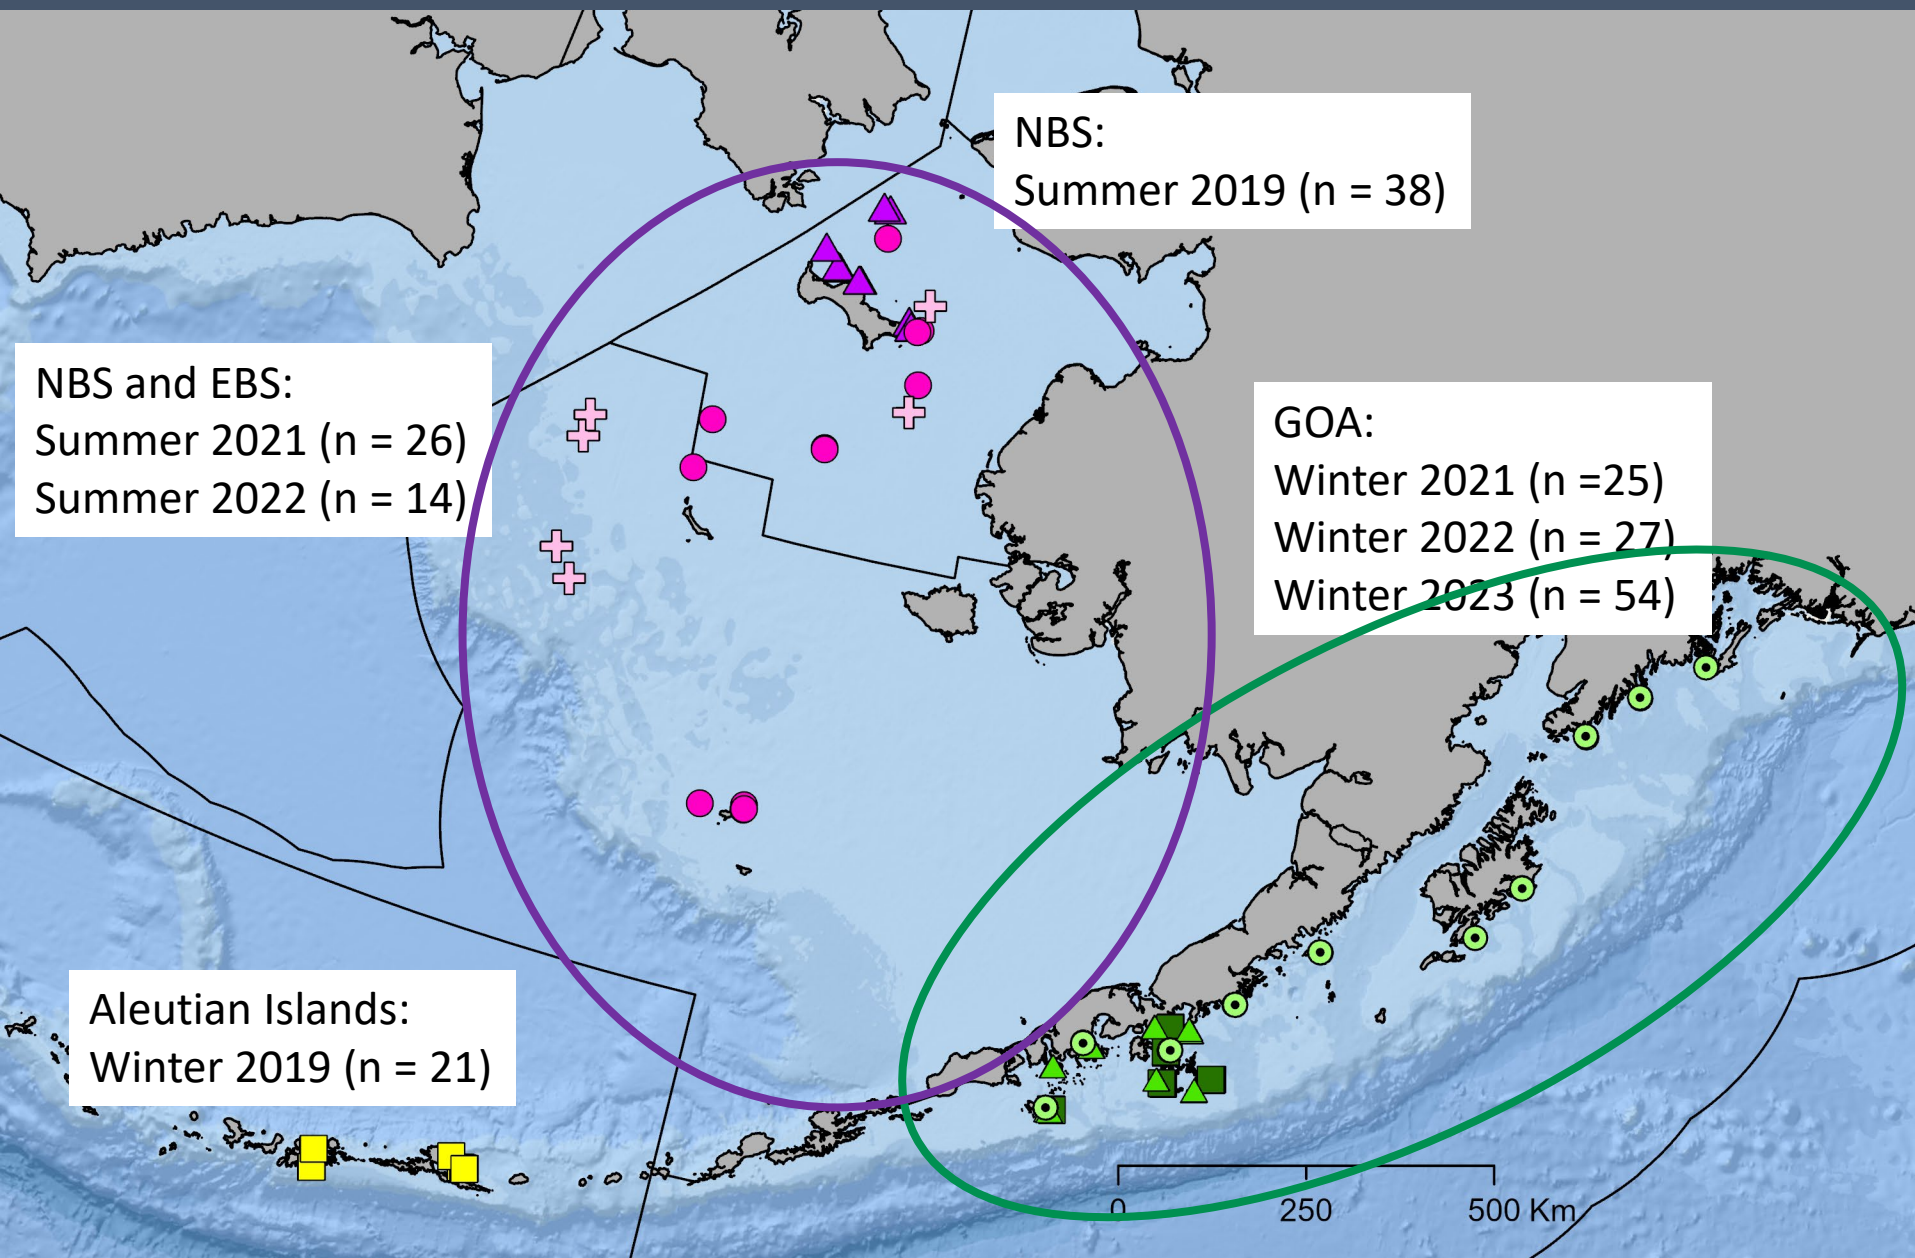 NBS:
Summer 2019 (n = 38)
NBS and EBS:
Summer 2021 (n = 26)
Summer 2022 (n = 14)
GOA:
Winter 2021 (n =25)
Winter 2022 (n = 27)
Winter 2023 (n = 54)
Aleutian Islands:
Winter 2019 (n = 21)
0 250 500 Km